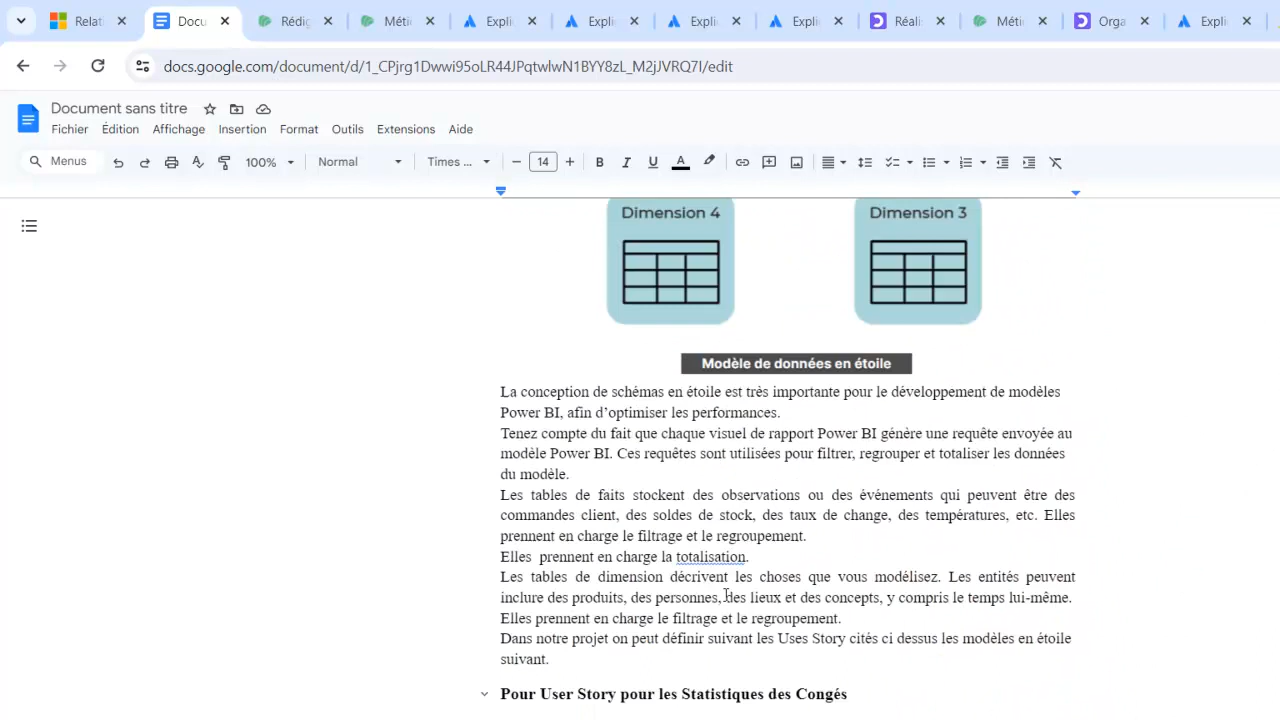 Relati
Docu
Rédig
Métie
Explic
Explic
Explic
Explic
Réalis
Métie
Orga
Explic
docs.google.com/document/d/1_CPjrg1Dwwi95oLR44JPqtwlwN1BYY8zL_M2jJVRQ7I/edit
Document sans titre
Fichier Édition Affichage Insertion Format Outils Extensions Aide
Menus 100% Normal Times ... 14 B I U A
Dimension 4 Dimension 3
Modèle de données en étoile
La conception de schémas en étoile est très importante pour le développement de modèles
Power BI, afin d’optimiser les performances.
Tenez compte du fait que chaque visuel de rapport Power BI génère une requête envoyée au
modèle Power BI. Ces requêtes sont utilisées pour filtrer, regrouper et totaliser les données
du modèle.
Les tables de faits stockent des observations ou des événements qui peuvent être des
commandes client, des soldes de stock, des taux de change, des températures, etc. Elles
prennent en charge le filtrage et le regroupement.
Elles prennent en charge la totalisation.
Les tables de dimension décrivent les choses que vous modélisez. Les entités peuvent
inclure des produits, des personnes, des lieux et des concepts, y compris le temps lui-même.
Elles prennent en charge le filtrage et le regroupement.
Dans notre projet on peut définir suivant les Uses Story cités ci dessus les modèles en étoile
suivant.
Pour User Story pour les Statistiques des Congés